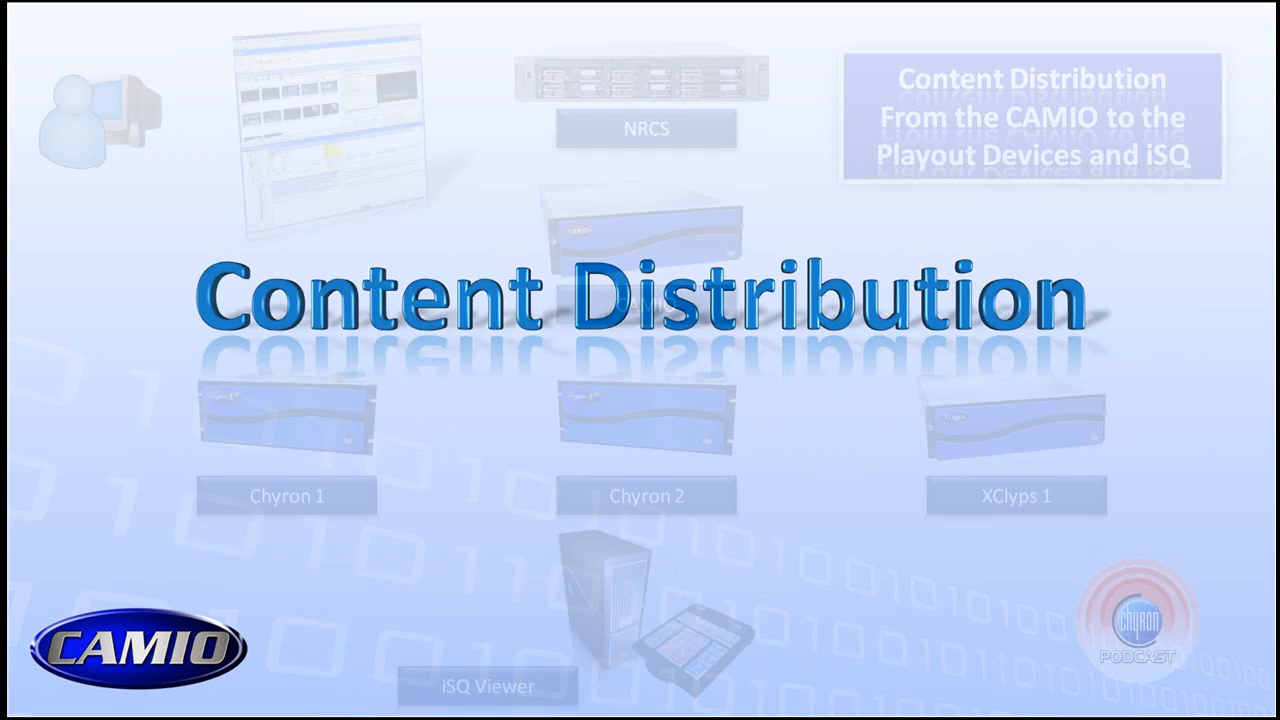 Content Distribution
From the CAMIO to the
Playout Devices and iSQ
NRCS
CAMIO
Content Distribution
Chyron 1
Chyron 2
XClyps 1
iSQ Viewer
CAMIO
chyron
PODCAST